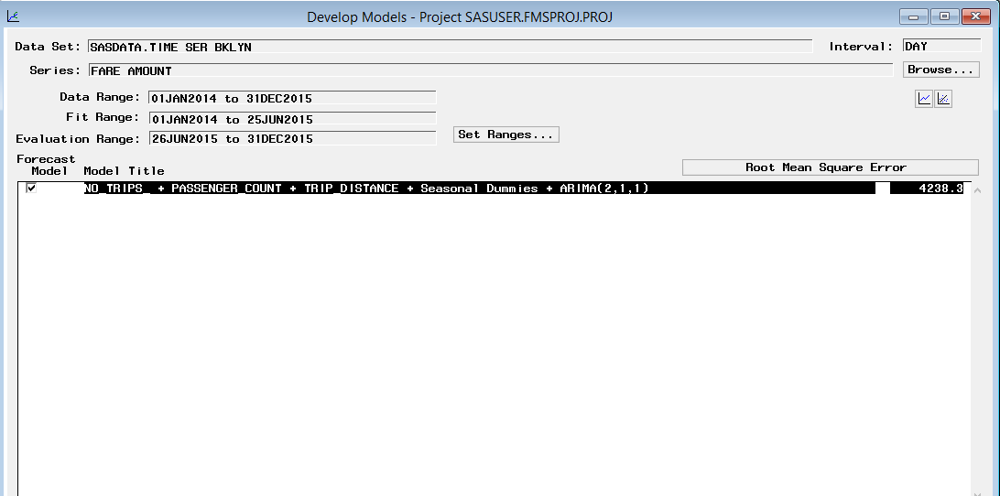 Develop Models - Project SASUSER.FMSPROJ.PROJ
Data Set: SASDATA.TIME SER BKLYN Interval: DAY
Series: FARE AMOUNT Browse...
Data Range: 01JAN2014 to 31DEC2015
Fit Range: 01JAN2014 to 25JUN2015
Evaluation Range: 26JUN2015 to 31DEC2015 Set Ranges...
Forecast
Model Model Title Root Mean Square Error
NO_TRIPS_ + PASSENGER_COUNT + TRIP_DISTANCE + Seasonal Dummies + ARIMA(2,1,1) 4238.3